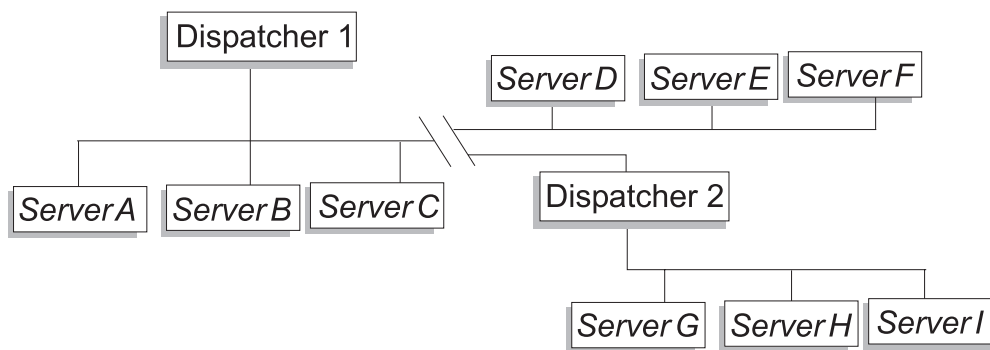 Dispatcher 1
Server D
Server E
Server F
Server A
Server B
Server C
Dispatcher 2
Server G
Server H
Server I